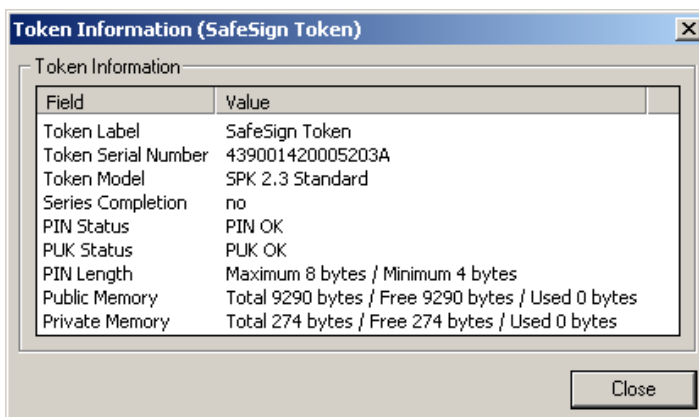 Token Information (SafeSign Token)
Token Information
Field Value
Token Label SafeSign Token
Token Serial Number 439001420005203A
Token Model SPK 2.3 Standard
Series Completion no
PIN Status PIN OK
PUK Status PUK OK
PIN Length Maximum 8 bytes / Minimum 4 bytes
Public Memory Total 9290 bytes / Free 9290 bytes / Used 0 bytes
Private Memory Total 274 bytes / Free 274 bytes / Used 0 bytes
Close